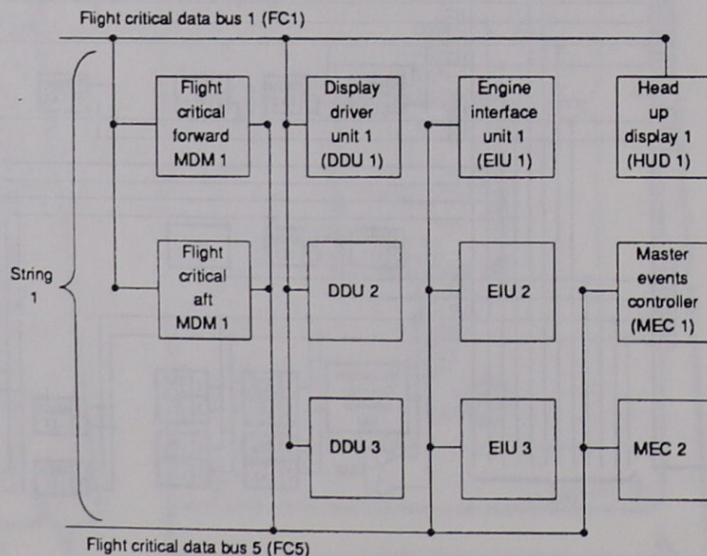 Flight critical data bus 1 (FC1)
Flight
critical
forward
MDM 1
Display
driver
unit 1
(DDU 1)
Engine
interface
unit 1
(EIU 1)
Head
up
display 1
(HUD 1)
String
1
Flight
critical
aft
MDM 1
DDU 2
EIU 2
Master
events
controller
(MEC 1)
DDU 3
EIU 3
MEC 2
Flight critical data bus 5 (FC5)